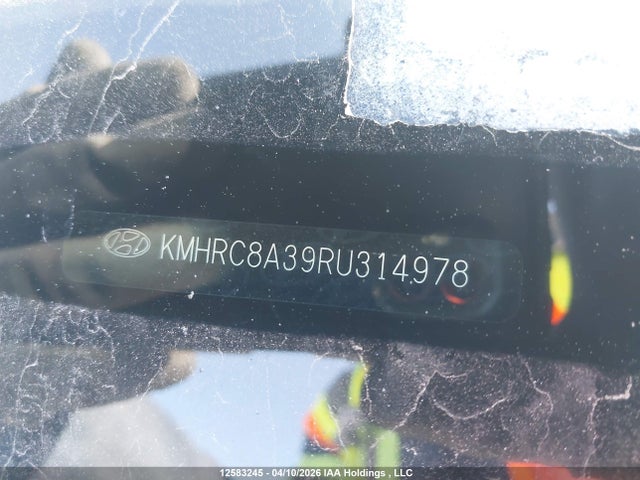 KMHRC8A39RU314978
12583245 - 04/10/2026 IAA Holdings , LLC